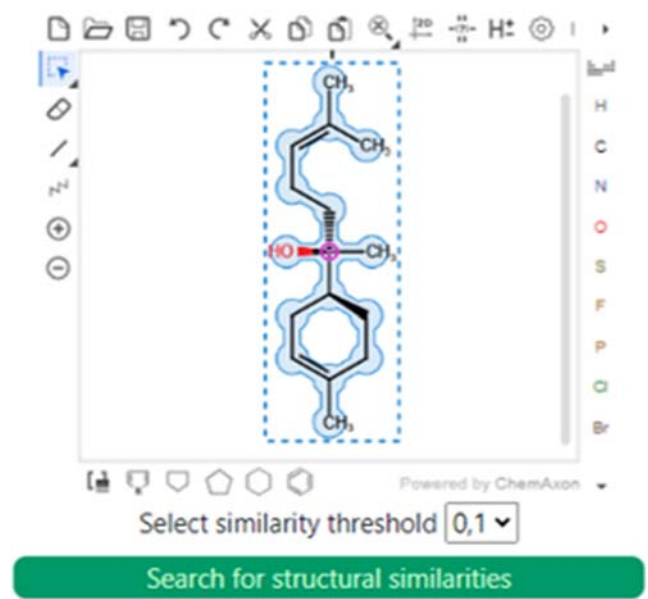 CH₃
H
CH₃
C
N
HO
CH₃
O
S
F
P
CH₃
Cl
Br
Powered by ChemAxon
Select similarity threshold 0,1
Search for structural similarities